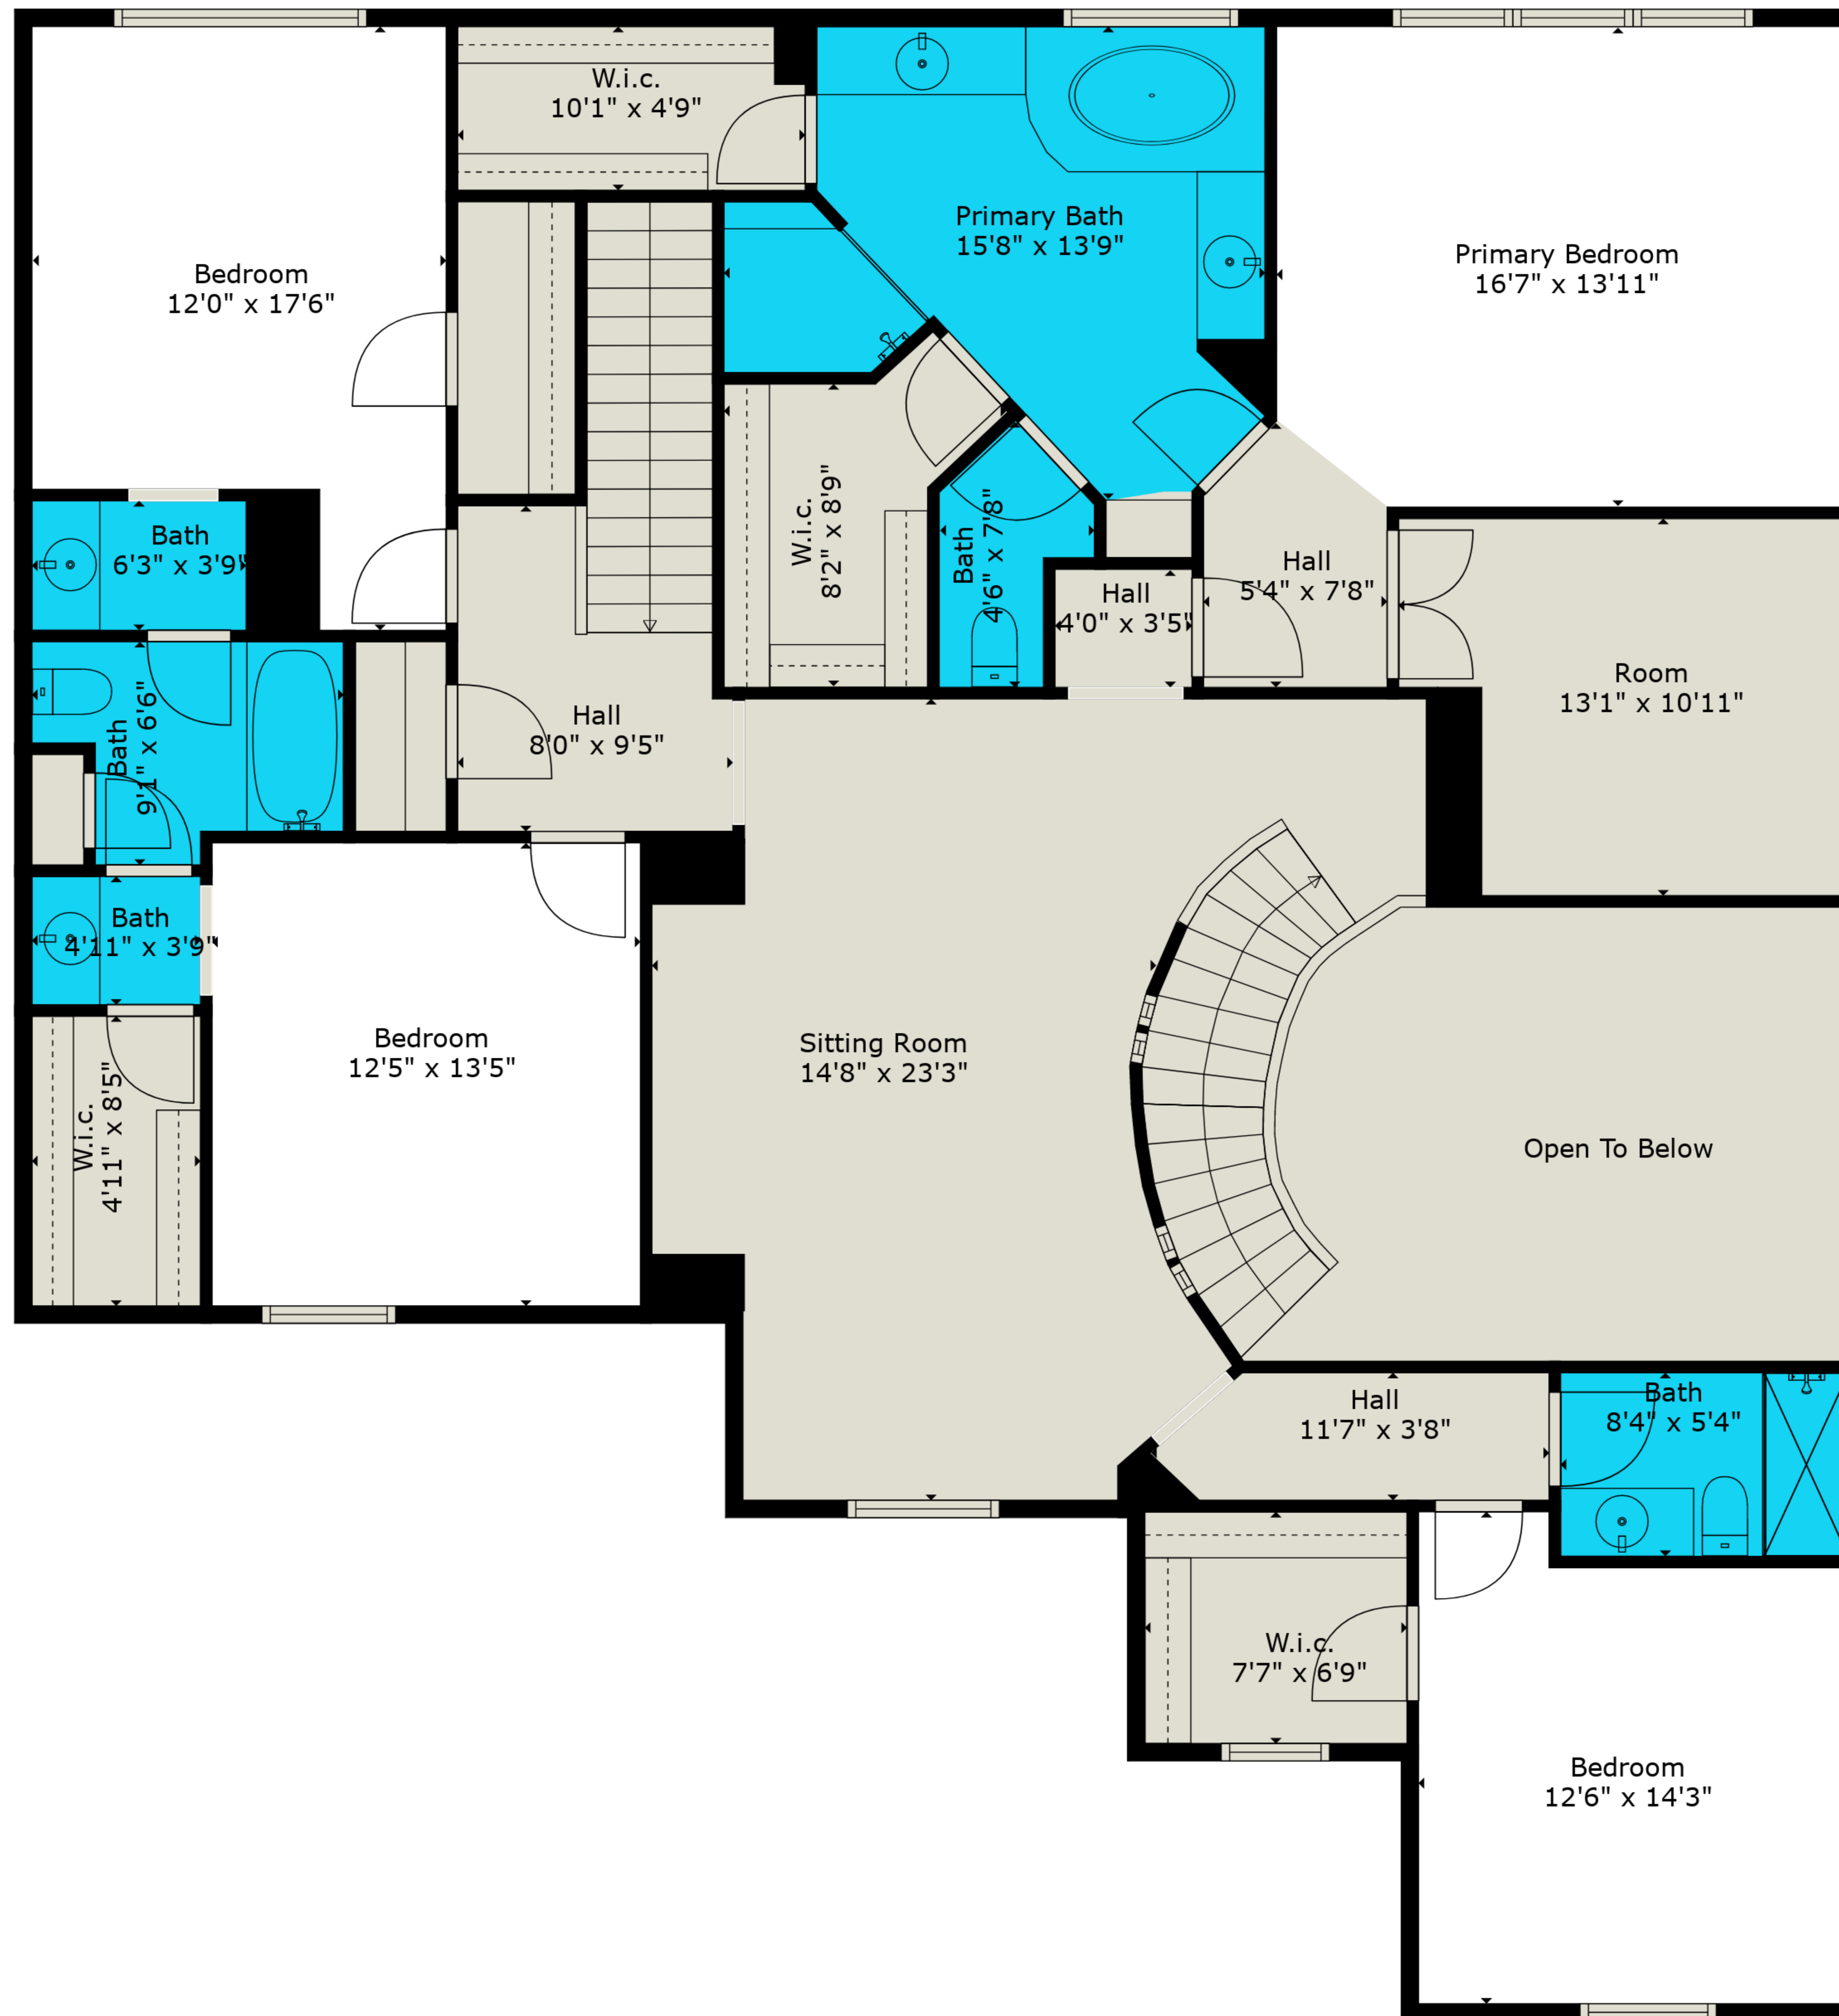 W.i.c.
10'1" x 4'9"
Primary Bath
15'8" x 13'9"
Primary Bedroom
16'7" x 13'11"
Bedroom
12'0" x 17'6"
W.i.c.
8'2" x 8'9"
Bath
4'6" x 7'8"
Bath
6'3" x 3'9"
Hall
4'0" x 3'5"
Hall
5'4" x 7'8"
Room
13'1" x 10'11"
Bath
9'1" x 6'6"
Hall
8'0" x 9'5"
Bath
4'11" x 3'9"
Bedroom
12'5" x 13'5"
Sitting Room
14'8" x 23'3"
W.i.c.
4'11" x 8'5"
Open To Below
Hall
11'7" x 3'8"
Bath
8'4" x 5'4"
W.i.c.
7'7" x 6'9"
Bedroom
12'6" x 14'3"